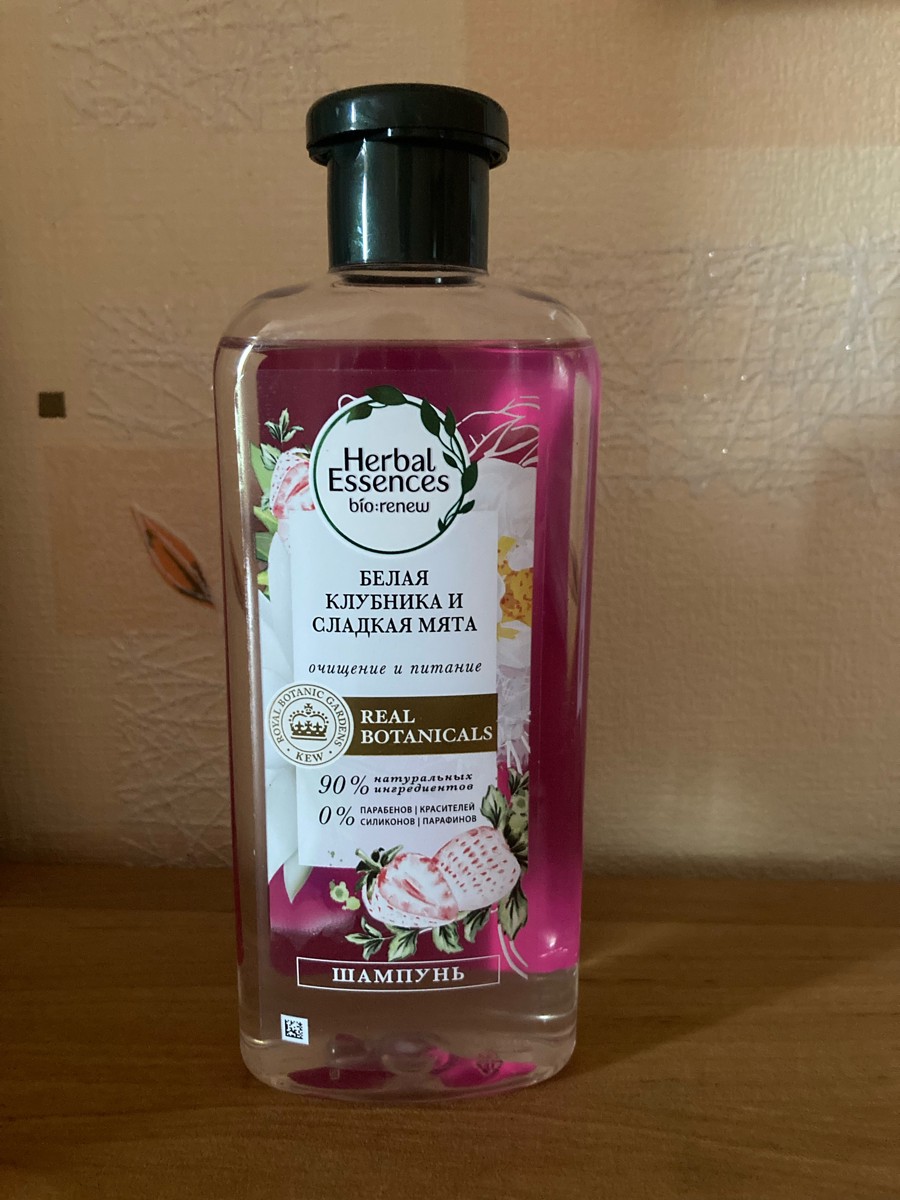 Herbal
Essences
bío:renew
БЕЛАЯ
КЛУБНИКА И
СЛАДКАЯ МЯТА
очищение и питание
ROYAL BOTANIC GARDENS
· KEW ·
REAL
BOTANICALS
90% натуральных
ингредиентов
0% ПАРАБЕНОВ | КРАСИТЕЛЕЙ
СИЛИКОНОВ | ПАРАФИНОВ
ШАМПУНЬ